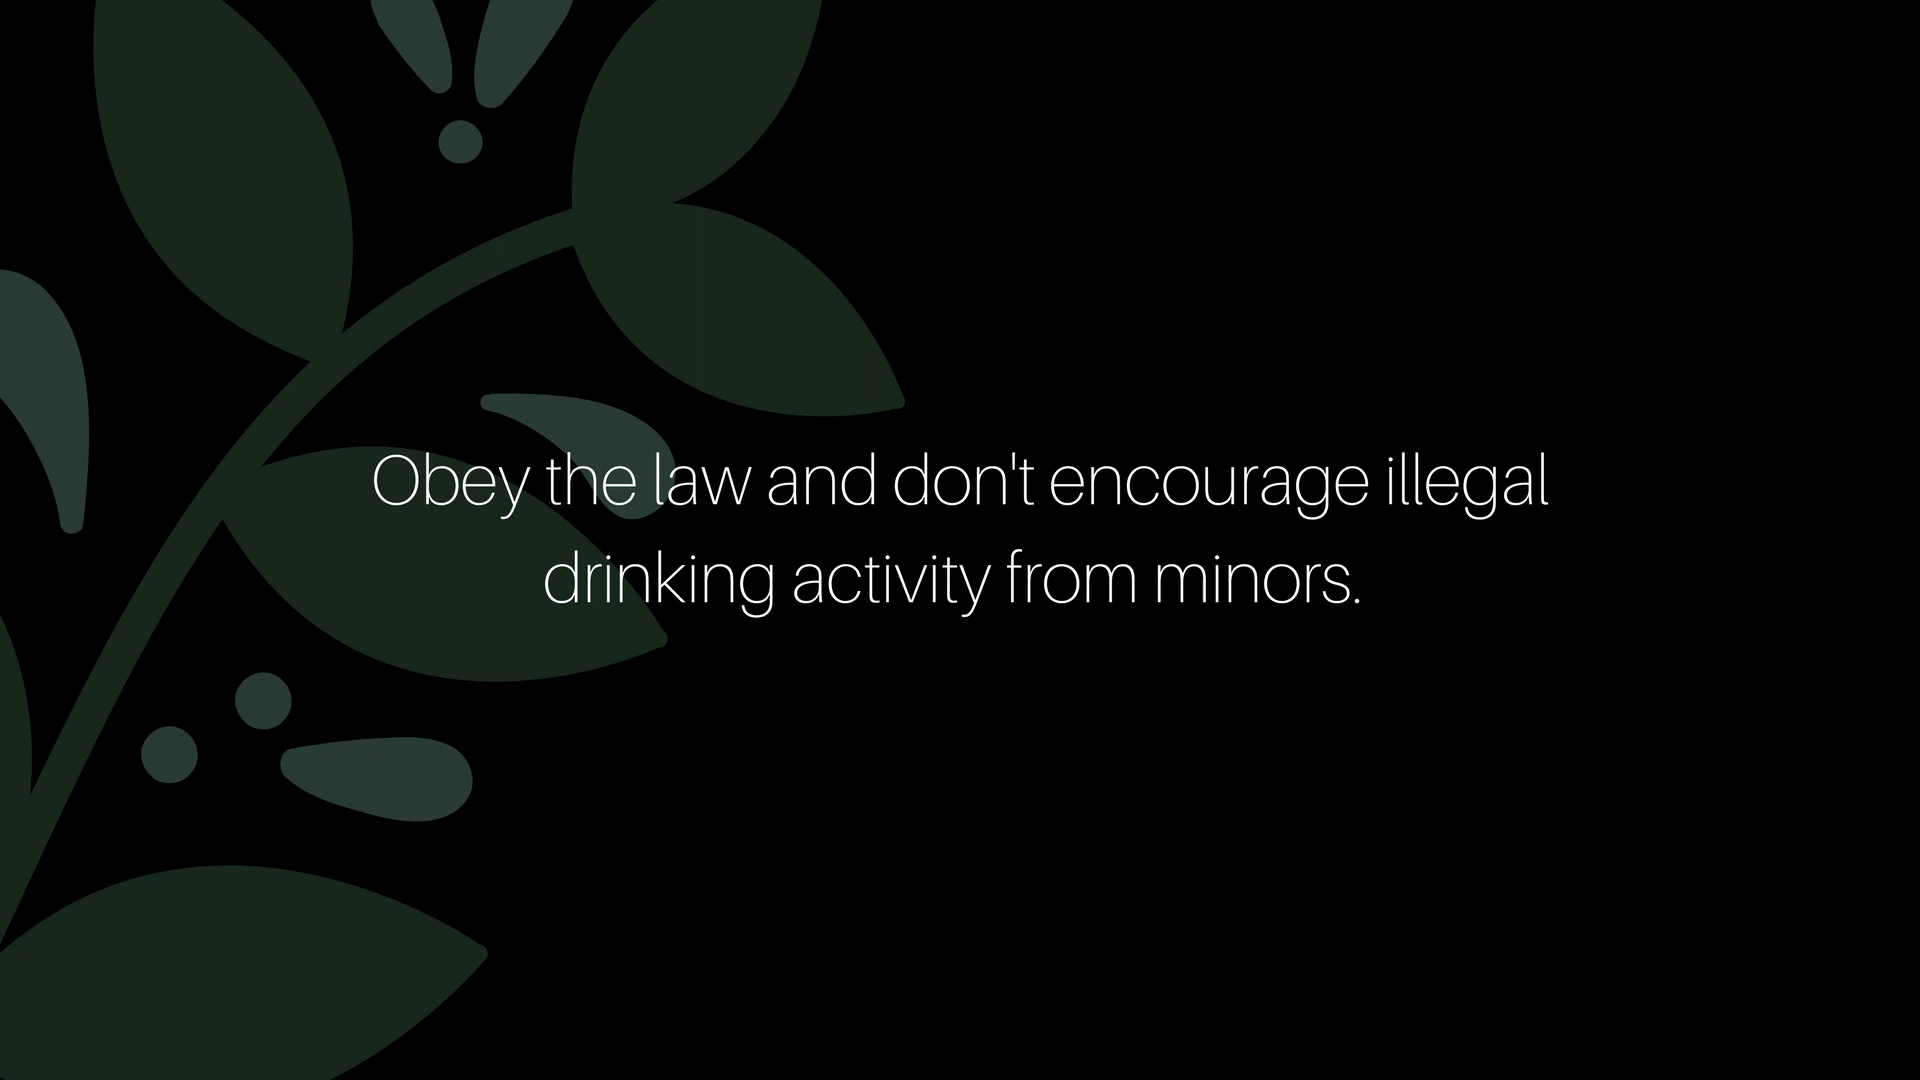 Obey the law and don't encourage illegal
drinking activity from minors.